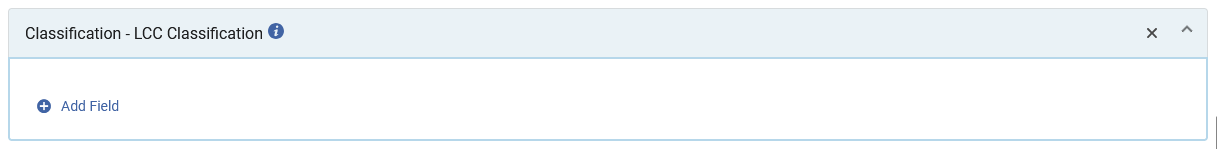 Classification - LCC Classification
Add Field